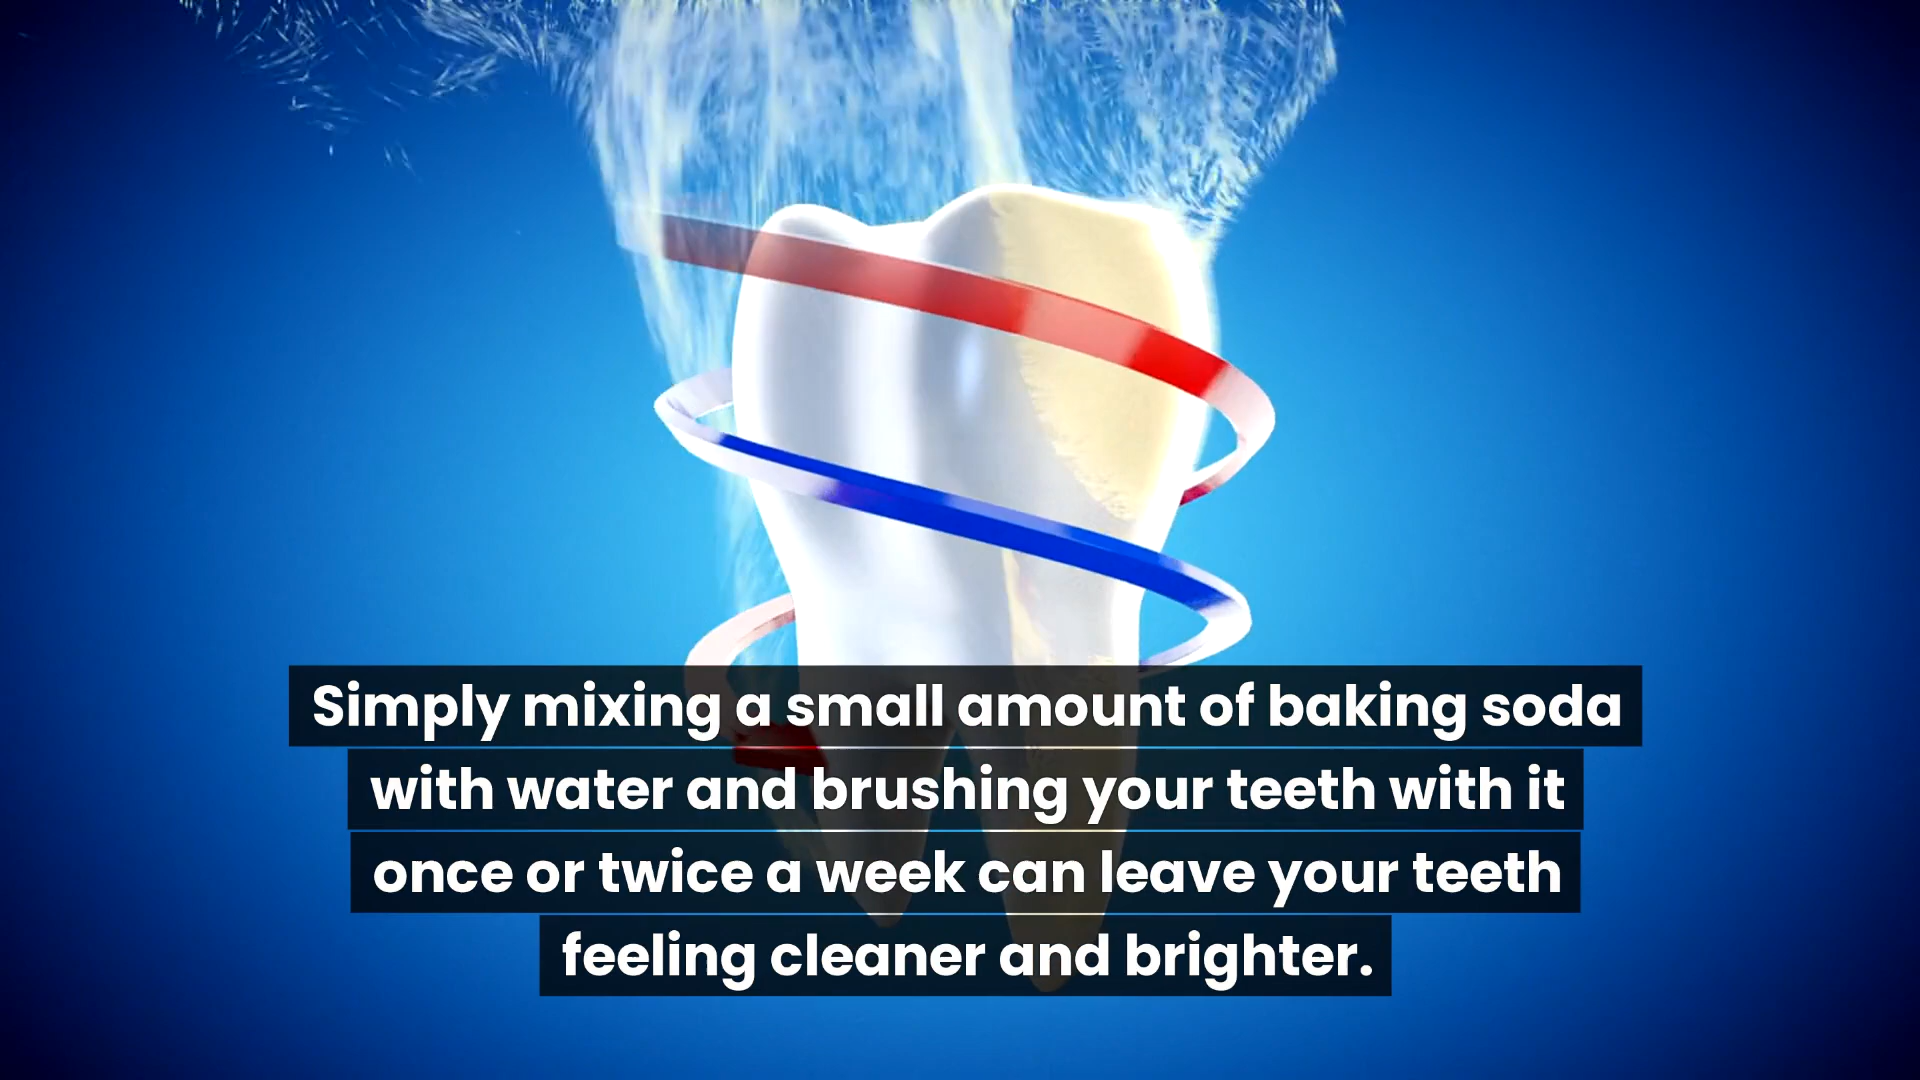 Simply mixing a small amount of baking soda
with water and brushing your teeth with it
once or twice a week can leave your teeth
feeling cleaner and brighter.